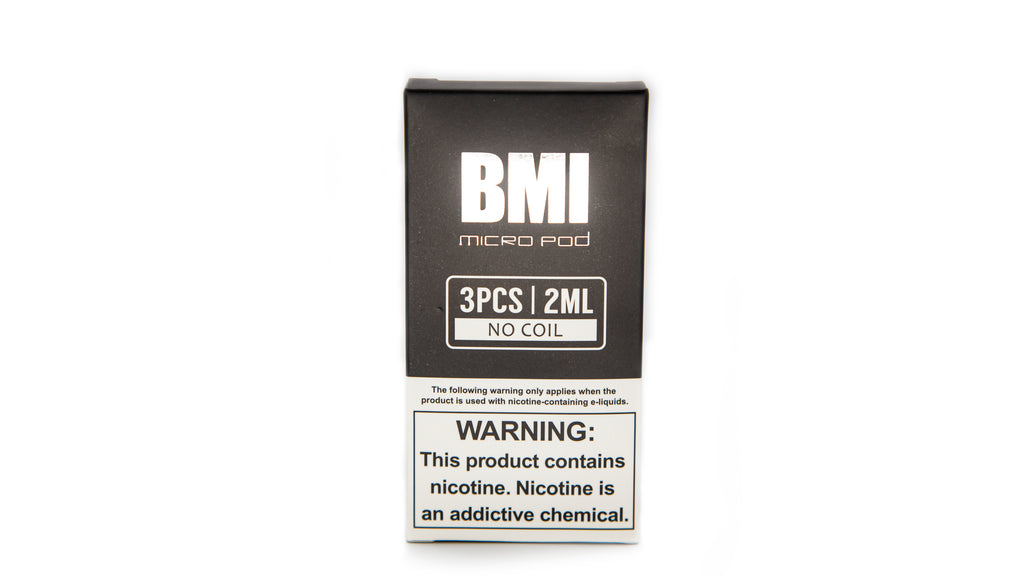 BMI
MICRO POD
3PCS | 2ML
NO COIL
The following warning only applies when the
product is used with nicotine-containing e-liquids.
WARNING:
This product contains
nicotine. Nicotine is
an addictive chemical.